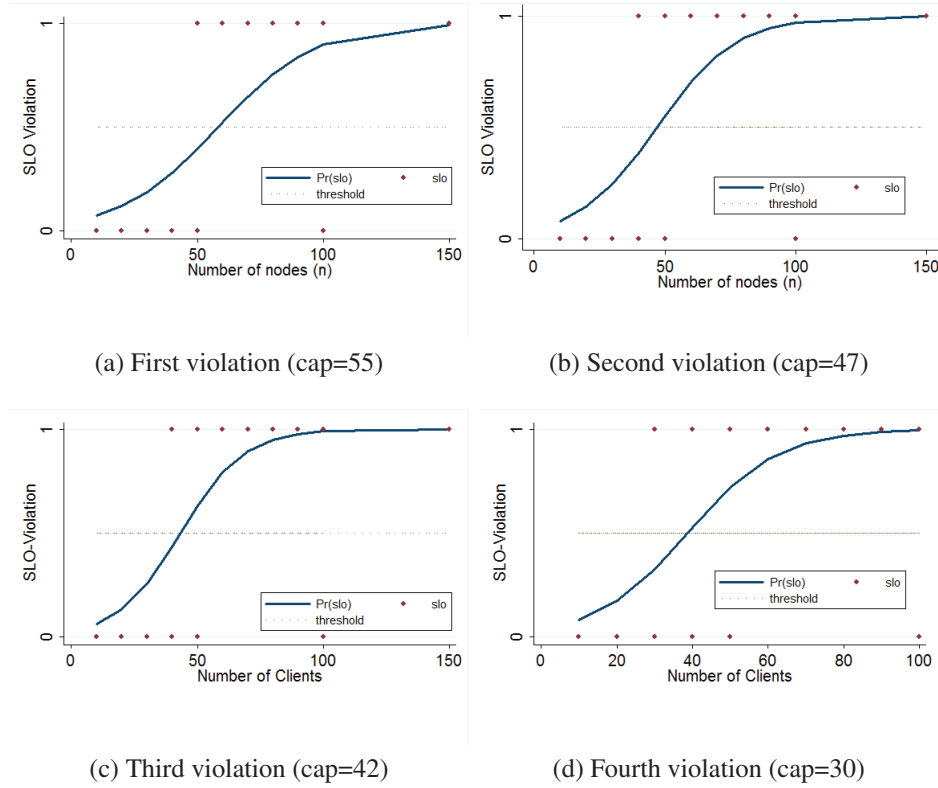 SLO Violation
1
0
Pr(slo)
slo
threshold
0
50
100
150
Number of nodes (n)
(a) First violation (cap=55)
SLO Violation
1
0
Pr(slo)
slo
threshold
0
50
100
150
Number of nodes (n)
(b) Second violation (cap=47)
SLO-Violation
1
0
Pr(slo)
slo
threshold
0
50
100
150
Number of Clients
(c) Third violation (cap=42)
SLO-Violation
1
0
Pr(slo)
slo
threshold
0
20
40
60
80
100
Number of Clients
(d) Fourth violation (cap=30)